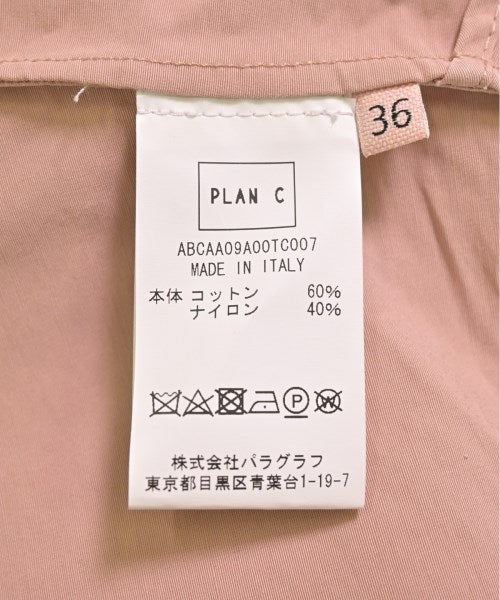 36
PLAN C
ABCAA09A00TC007
MADE IN ITALY
本体 コットン 60%
ナイロン 40%
P W
株式会社パラグラフ
東京都目黒区青葉台1-19-7